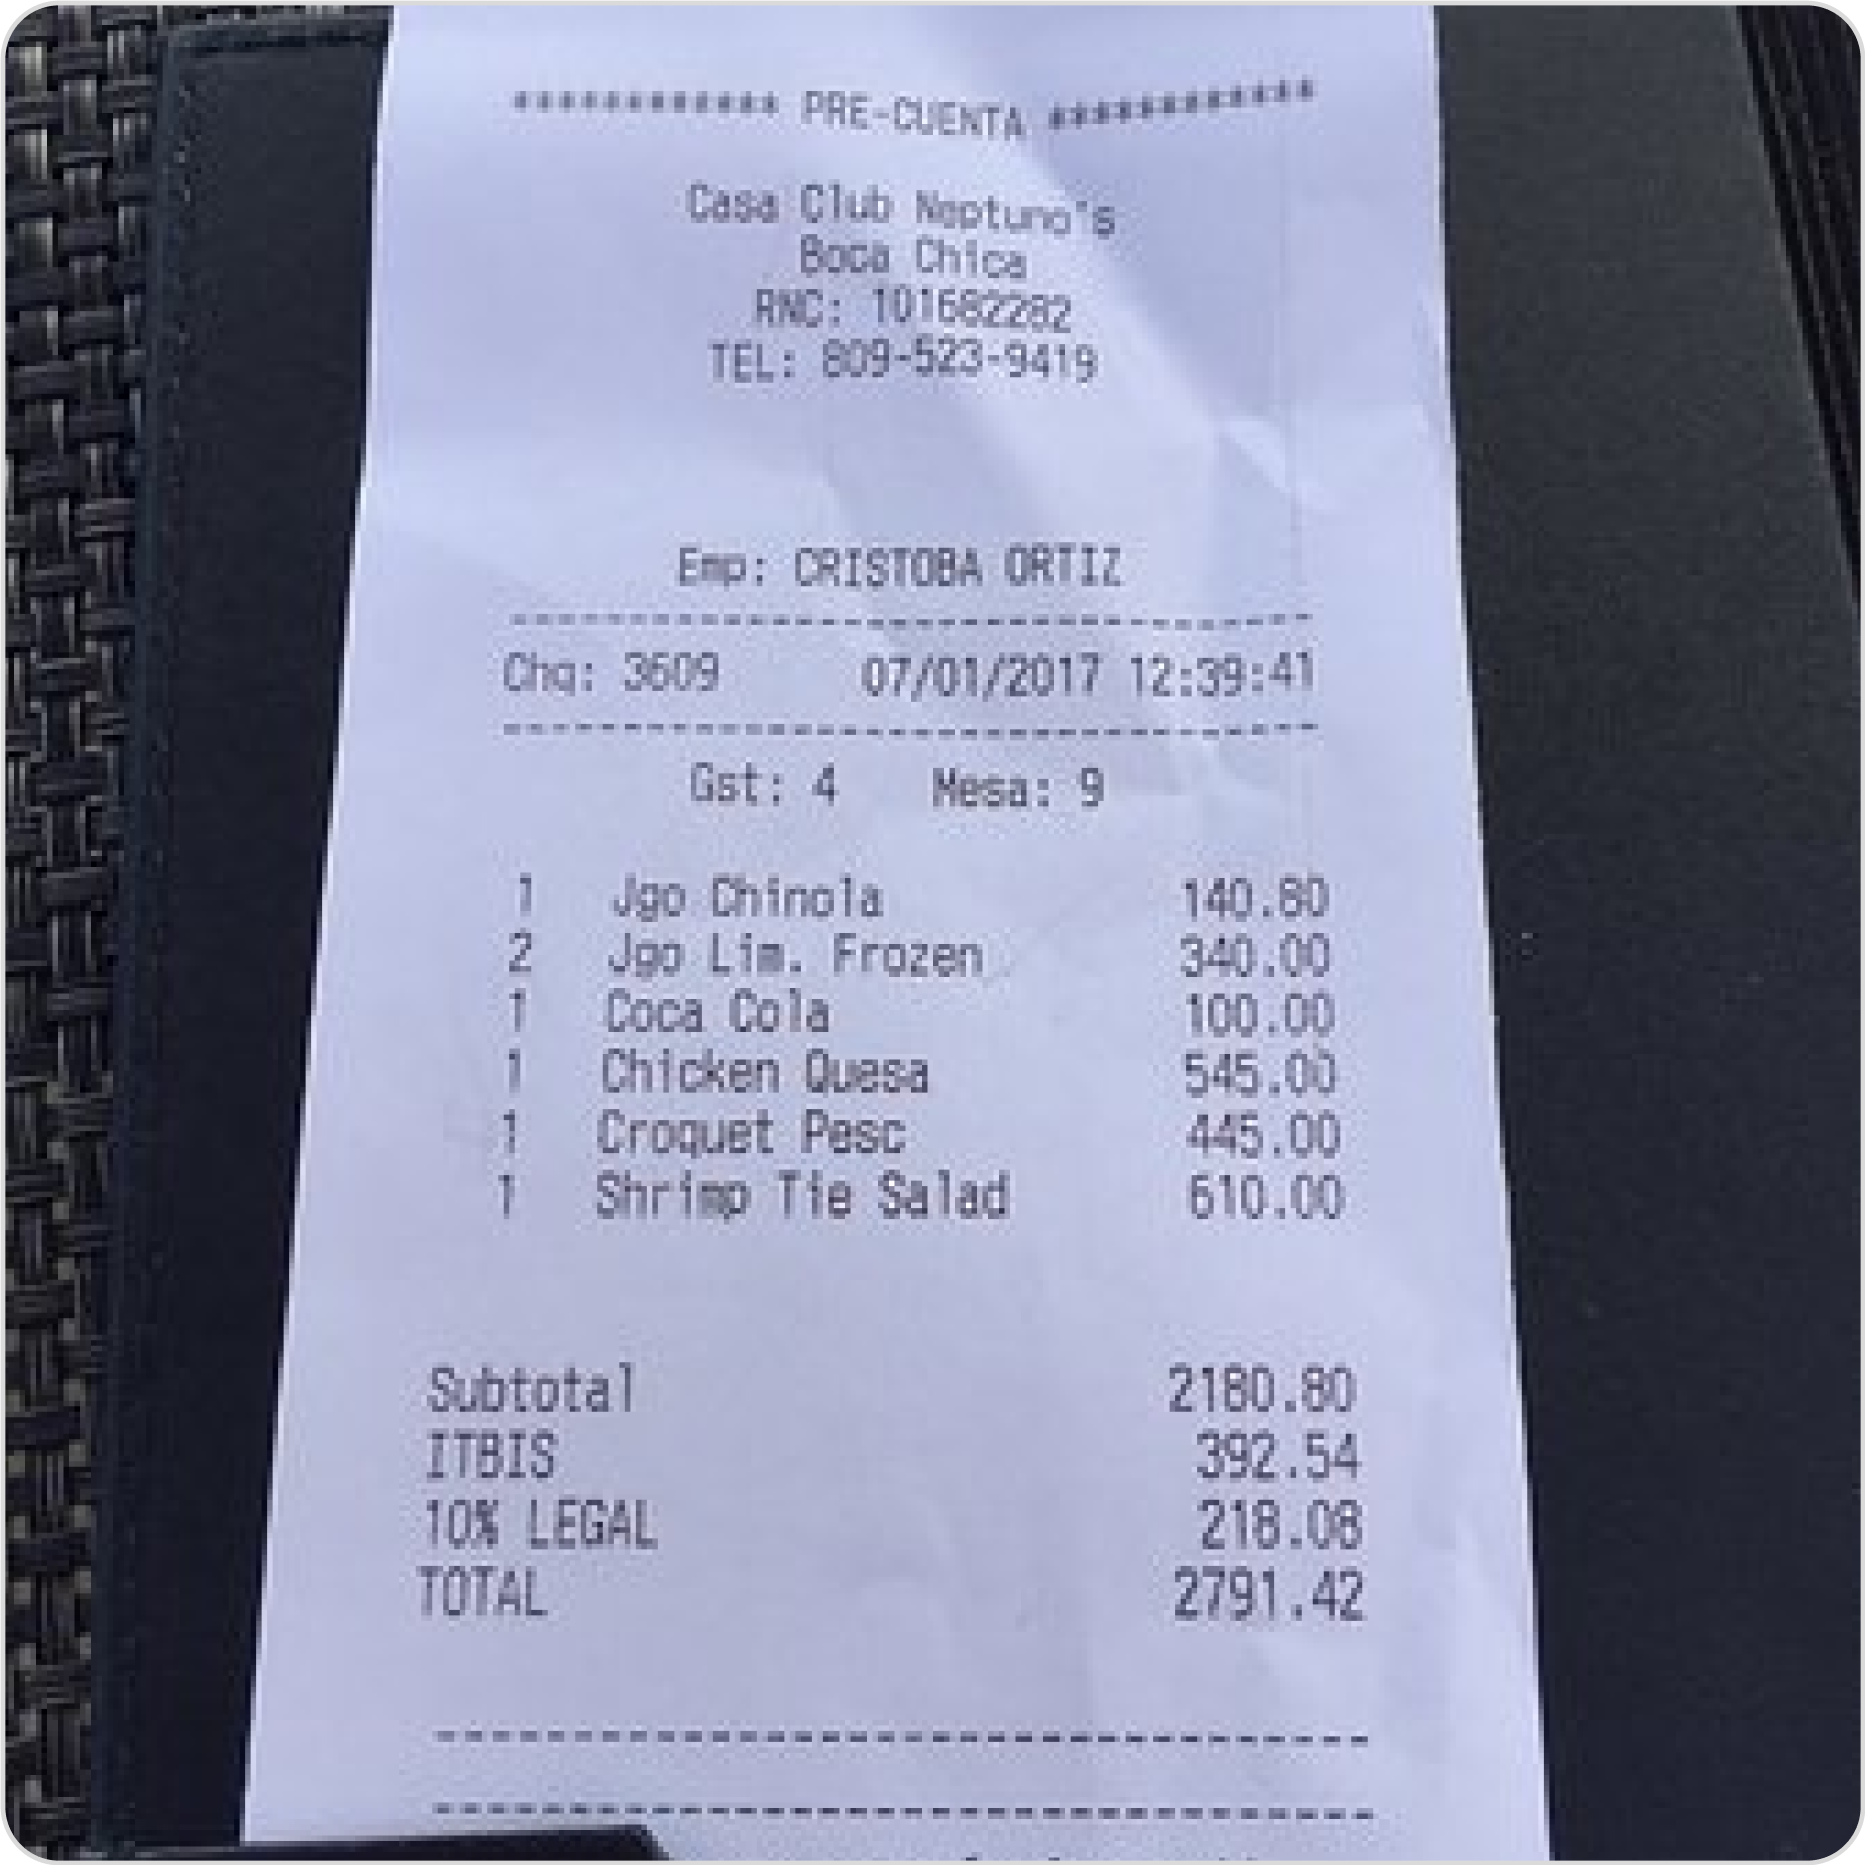 ************ PRE-CUENTA ************
Casa Club Neptuno's
Boca Chica
RNC: 101682282
TEL: 809-523-9419
Emp: CRISTOBA ORTIZ
--------------------------------
Chq: 3609 07/01/2017 12:39:41
--------------------------------
Gst: 4 Mesa: 9
1 Jgo Chinola 140.80
2 Jgo Lim. Frozen 340.00
1 Coca Cola 100.00
1 Chicken Quesa 545.00
1 Croquet Pesc 445.00
1 Shrimp Tie Salad 610.00
Subtotal 2180.80
ITBIS 392.54
10% LEGAL 218.08
TOTAL 2791.42
--------------------------------
--------------------------------